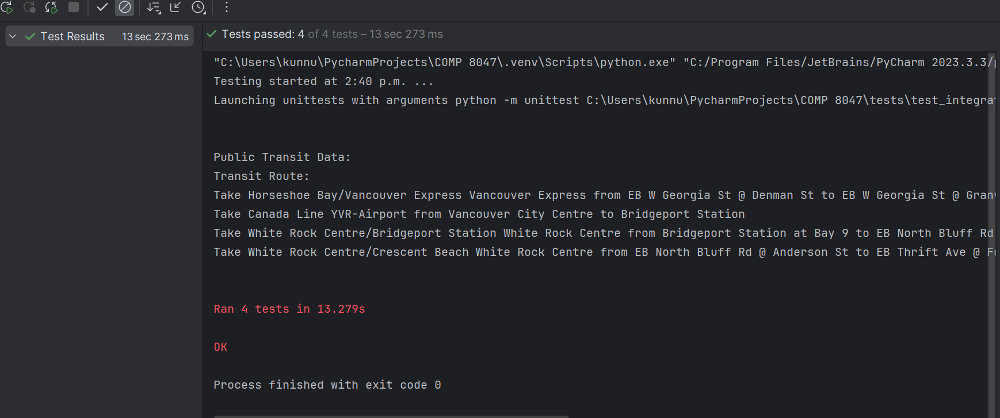 Test Results 13 sec 273 ms
Tests passed: 4 of 4 tests – 13 sec 273 ms
"C:\Users\kunnu\PycharmProjects\COMP 8047\.venv\Scripts\python.exe" "C:/Program Files/JetBrains/PyCharm 2023.3.3/
Testing started at 2:40 p.m. ...
Launching unittests with arguments python -m unittest C:\Users\kunnu\PycharmProjects\COMP 8047\tests\test_integra
Public Transit Data:
Transit Route:
Take Horseshoe Bay/Vancouver Express Vancouver Express from EB W Georgia St @ Denman St to EB W Georgia St @ Gran
Take Canada Line YVR-Airport from Vancouver City Centre to Bridgeport Station
Take White Rock Centre/Bridgeport Station White Rock Centre from Bridgeport Station at Bay 9 to EB North Bluff Rd
Take White Rock Centre/Crescent Beach White Rock Centre from EB North Bluff Rd @ Anderson St to EB Thrift Ave @ Fo
Ran 4 tests in 13.279s
OK
Process finished with exit code 0